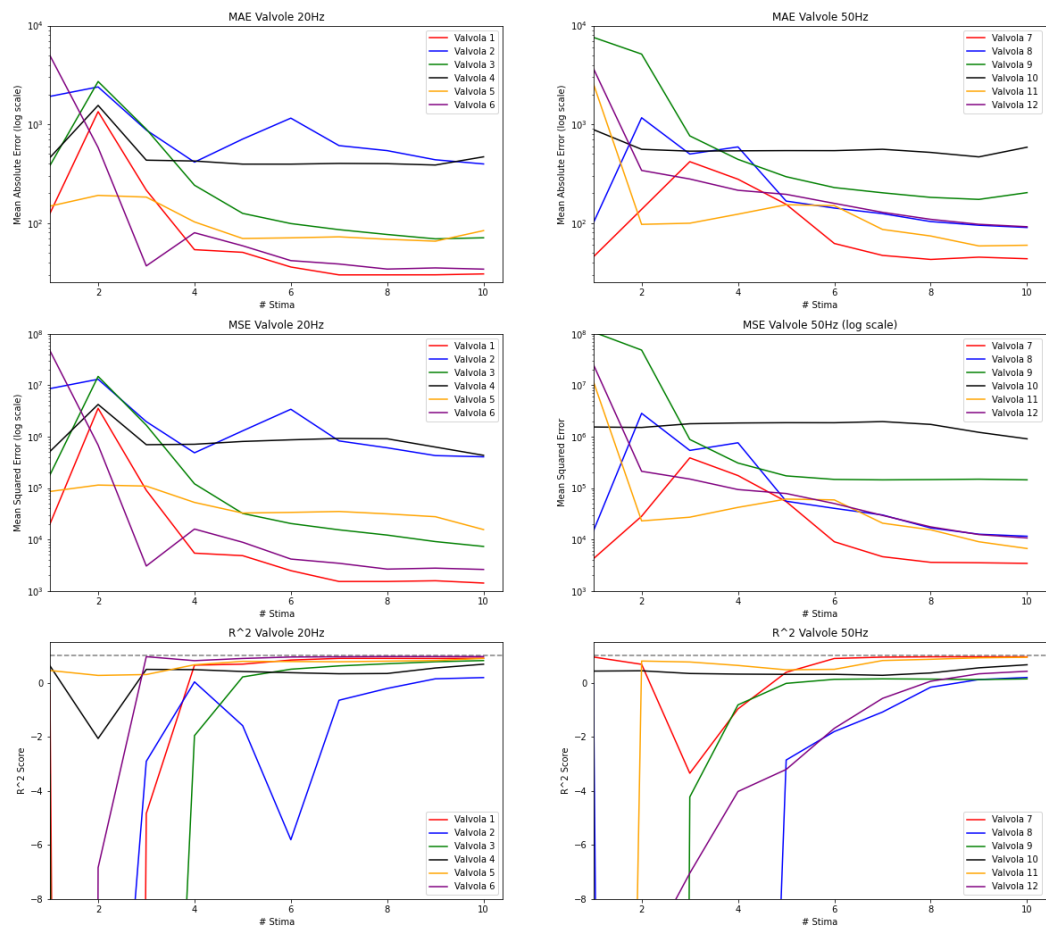 MAE Valvole 20Hz
Mean Absolute Error (log scale)
10^4
10^3
10^2
Valvola 1
Valvola 2
Valvola 3
Valvola 4
Valvola 5
Valvola 6
2 4 6 8 10
# Stima
MAE Valvole 50Hz
Mean Absolute Error (log scale)
10^4
10^3
10^2
Valvola 7
Valvola 8
Valvola 9
Valvola 10
Valvola 11
Valvola 12
2 4 6 8 10
# Stima
MSE Valvole 20Hz
Mean Squared Error (log scale)
10^8
10^7
10^6
10^5
10^4
10^3
Valvola 1
Valvola 2
Valvola 3
Valvola 4
Valvola 5
Valvola 6
2 4 6 8 10
# Stima
MSE Valvole 50Hz (log scale)
Mean Squared Error
10^8
10^7
10^6
10^5
10^4
10^3
Valvola 7
Valvola 8
Valvola 9
Valvola 10
Valvola 11
Valvola 12
2 4 6 8 10
# Stima
R^2 Valvole 20Hz
R^2 Score
0
−2
−4
−6
−8
Valvola 1
Valvola 2
Valvola 3
Valvola 4
Valvola 5
Valvola 6
2 4 6 8 10
# Stima
R^2 Valvole 50Hz
R^2 Score
0
−2
−4
−6
−8
Valvola 7
Valvola 8
Valvola 9
Valvola 10
Valvola 11
Valvola 12
2 4 6 8 10
# Stima